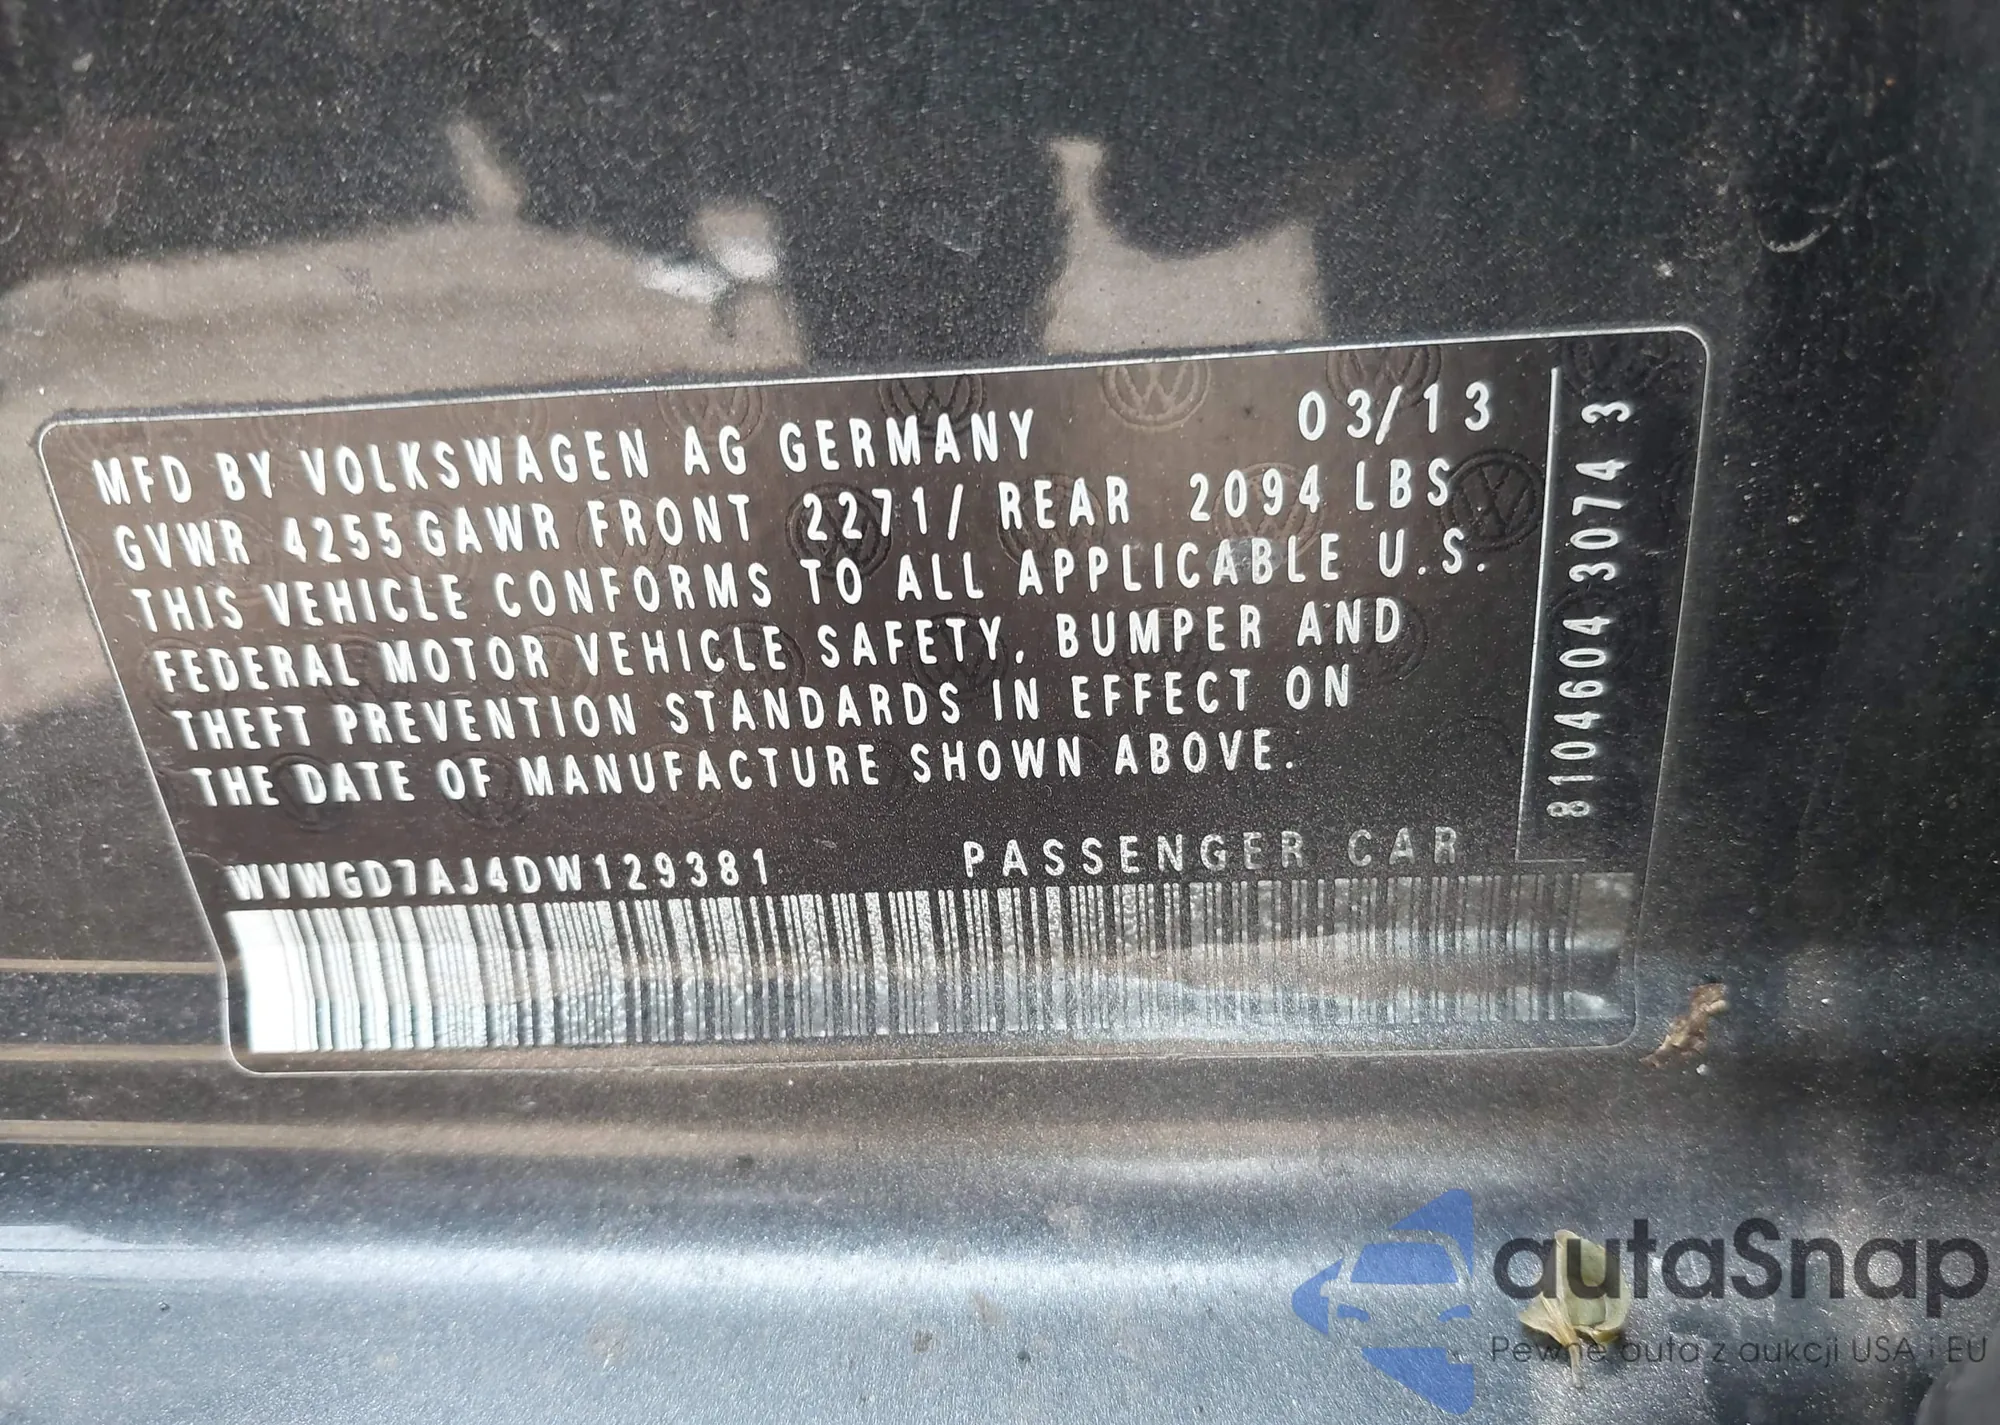 MFD BY VOLKSWAGEN AG GERMANY 03/13
GVWR 4255 GAWR FRONT 2271/ REAR 2094 LBS
THIS VEHICLE CONFORMS TO ALL APPLICABLE U.S.
FEDERAL MOTOR VEHICLE SAFETY, BUMPER AND
THEFT PREVENTION STANDARDS IN EFFECT ON
THE DATE OF MANUFACTURE SHOWN ABOVE.
WVWGD7AJ4DW129381 PASSENGER CAR
8104604 3074 3
autaSnap
Pewne auta z aukcji USA i EU